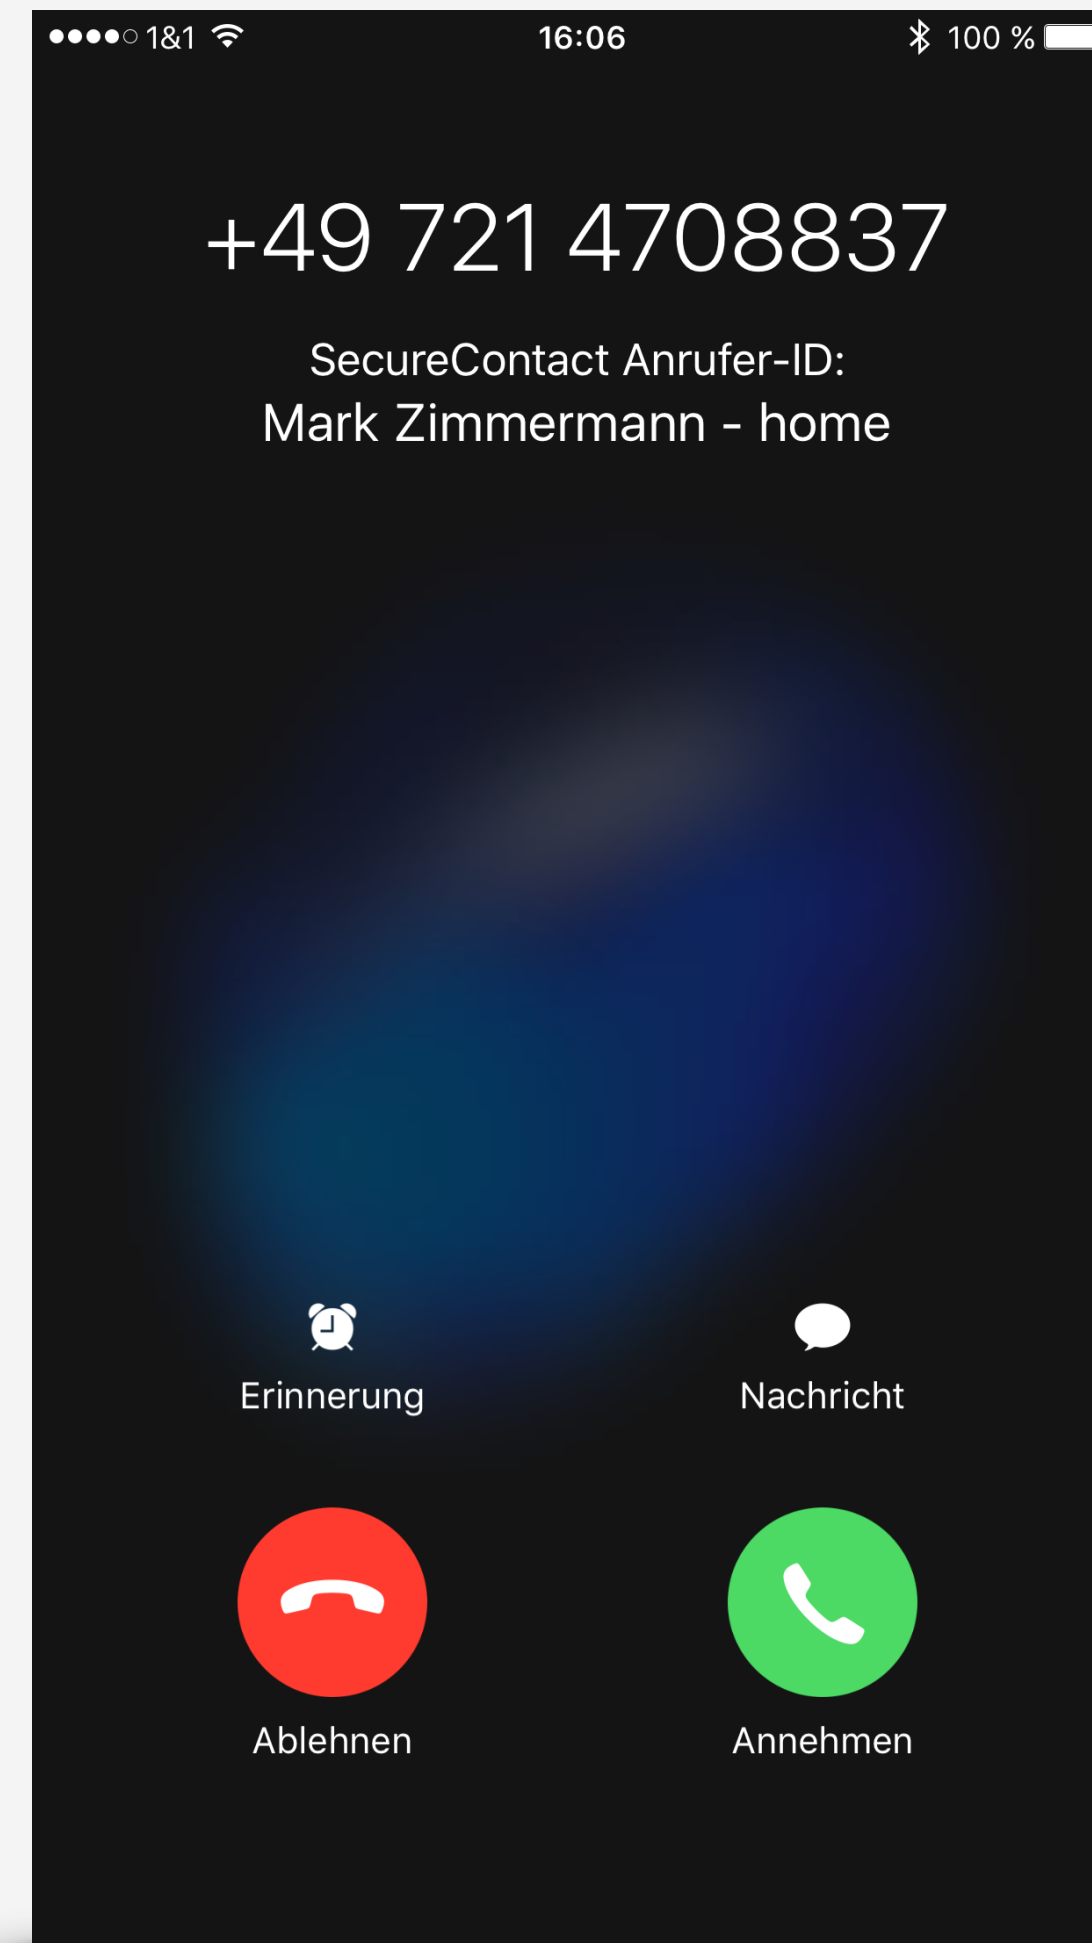 1&1 16:06 100 %
+49 721 4708837
SecureContact Anrufer-ID:
Mark Zimmermann - home
Erinnerung Nachricht
Ablehnen Annehmen